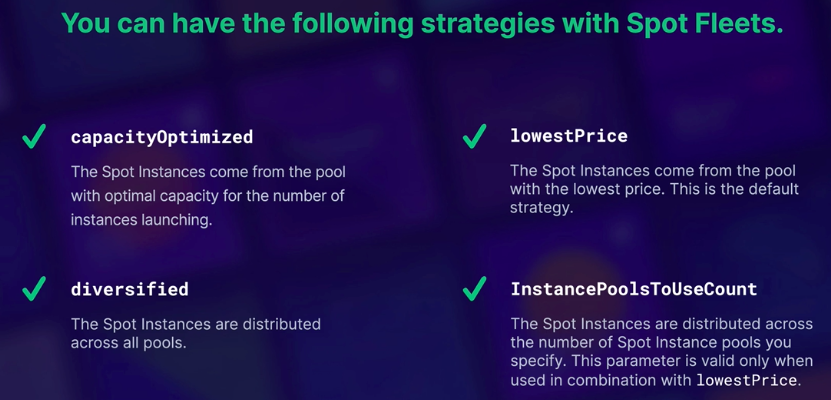 You can have the following strategies with Spot Fleets.
capacityOptimized
The Spot Instances come from the pool
with optimal capacity for the number of
instances launching.
lowestPrice
The Spot Instances come from the pool
with the lowest price. This is the default
strategy.
diversified
The Spot Instances are distributed
across all pools.
InstancePoolsToUseCount
The Spot Instances are distributed across
the number of Spot Instance pools you
specify. This parameter is valid only when
used in combination with lowestPrice.